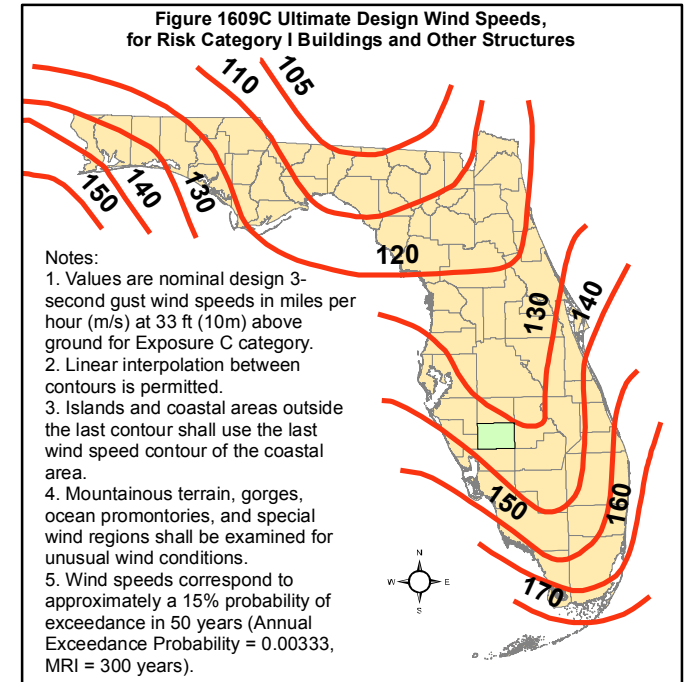 Figure 1609C Ultimate Design Wind Speeds,
for Risk Category I Buildings and Other Structures
105
110
150
140
130
120
130
140
Notes:
1. Values are nominal design 3-
second gust wind speeds in miles per
hour (m/s) at 33 ft (10m) above
ground for Exposure C category.
2. Linear interpolation between
contours is permitted.
3. Islands and coastal areas outside
the last contour shall use the last
wind speed contour of the coastal
area.
4. Mountainous terrain, gorges,
ocean promontories, and special
wind regions shall be examined for
unusual wind conditions.
5. Wind speeds correspond to
approximately a 15% probability of
exceedance in 50 years (Annual
Exceedance Probability = 0.00333,
MRI = 300 years).
150
160
170
N
W E
S